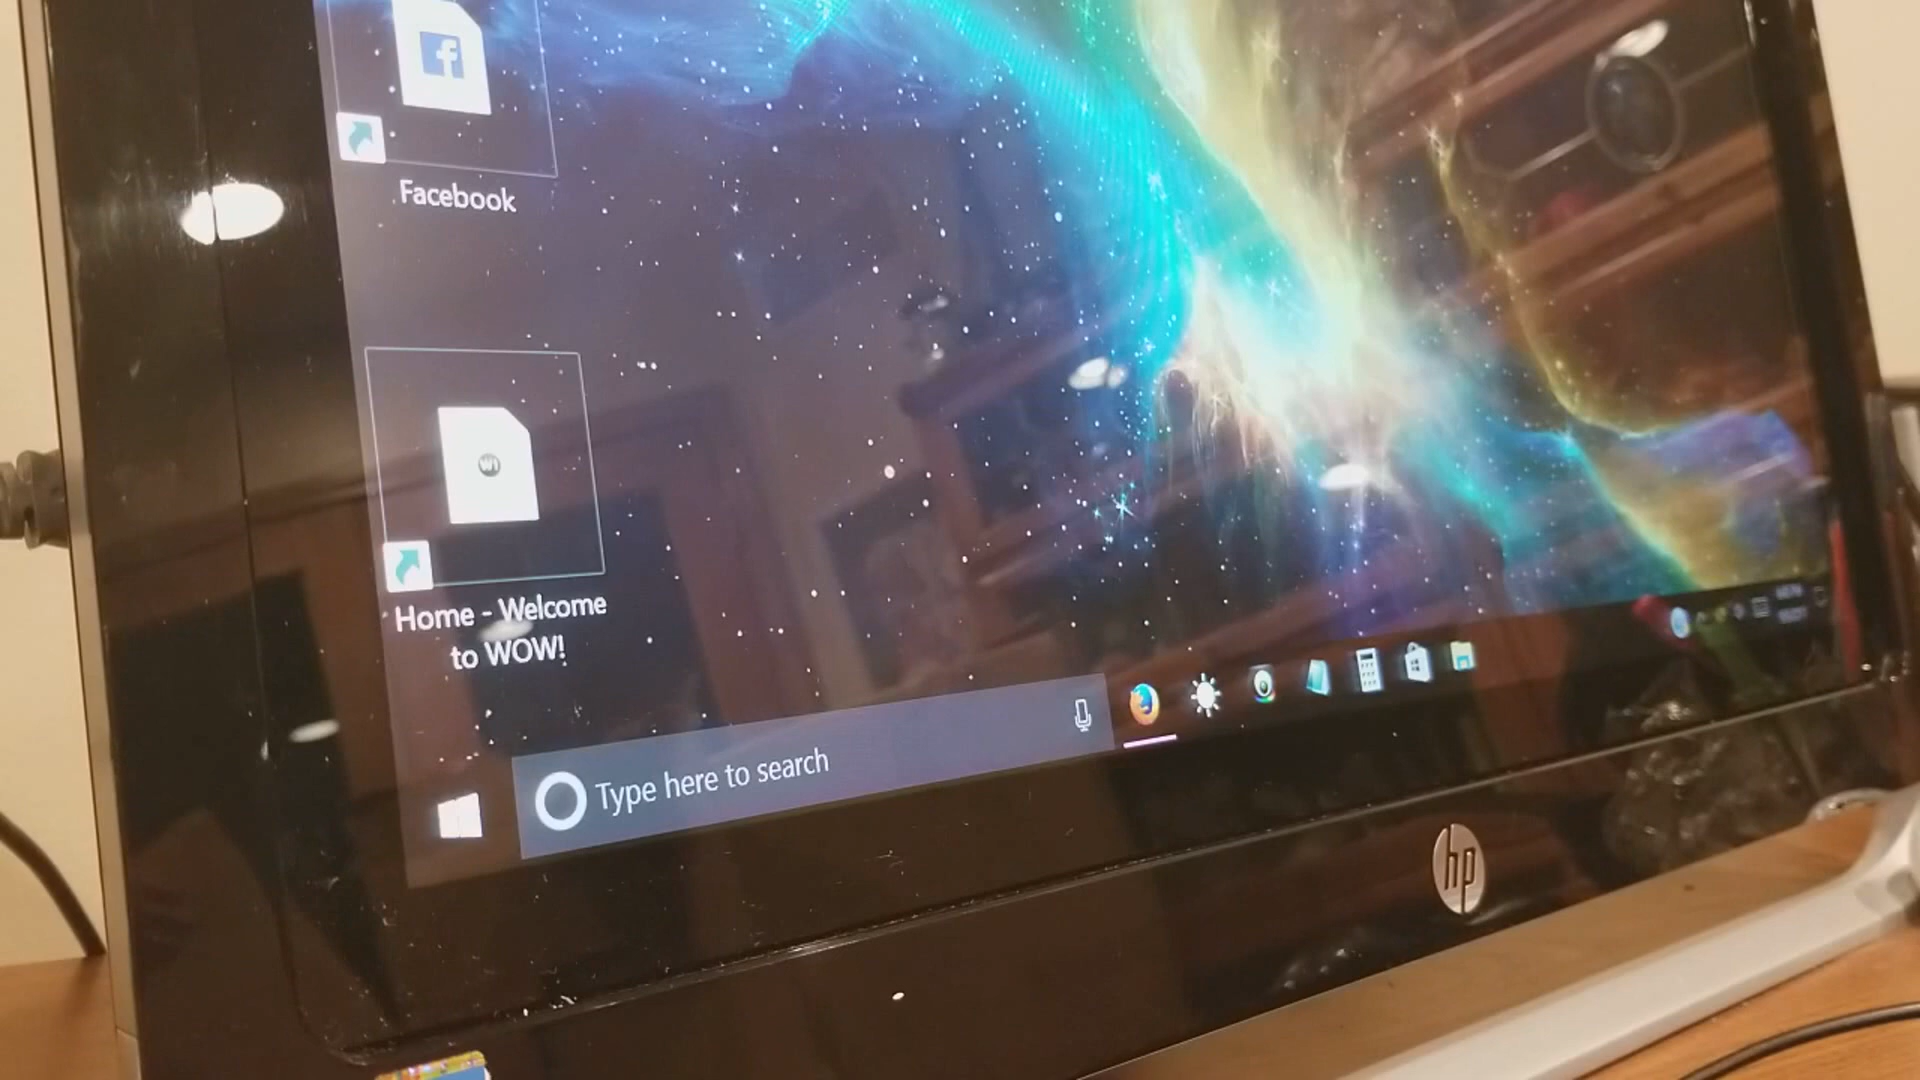 Facebook
Home - Welcome
to WOW!
Type here to search
hp